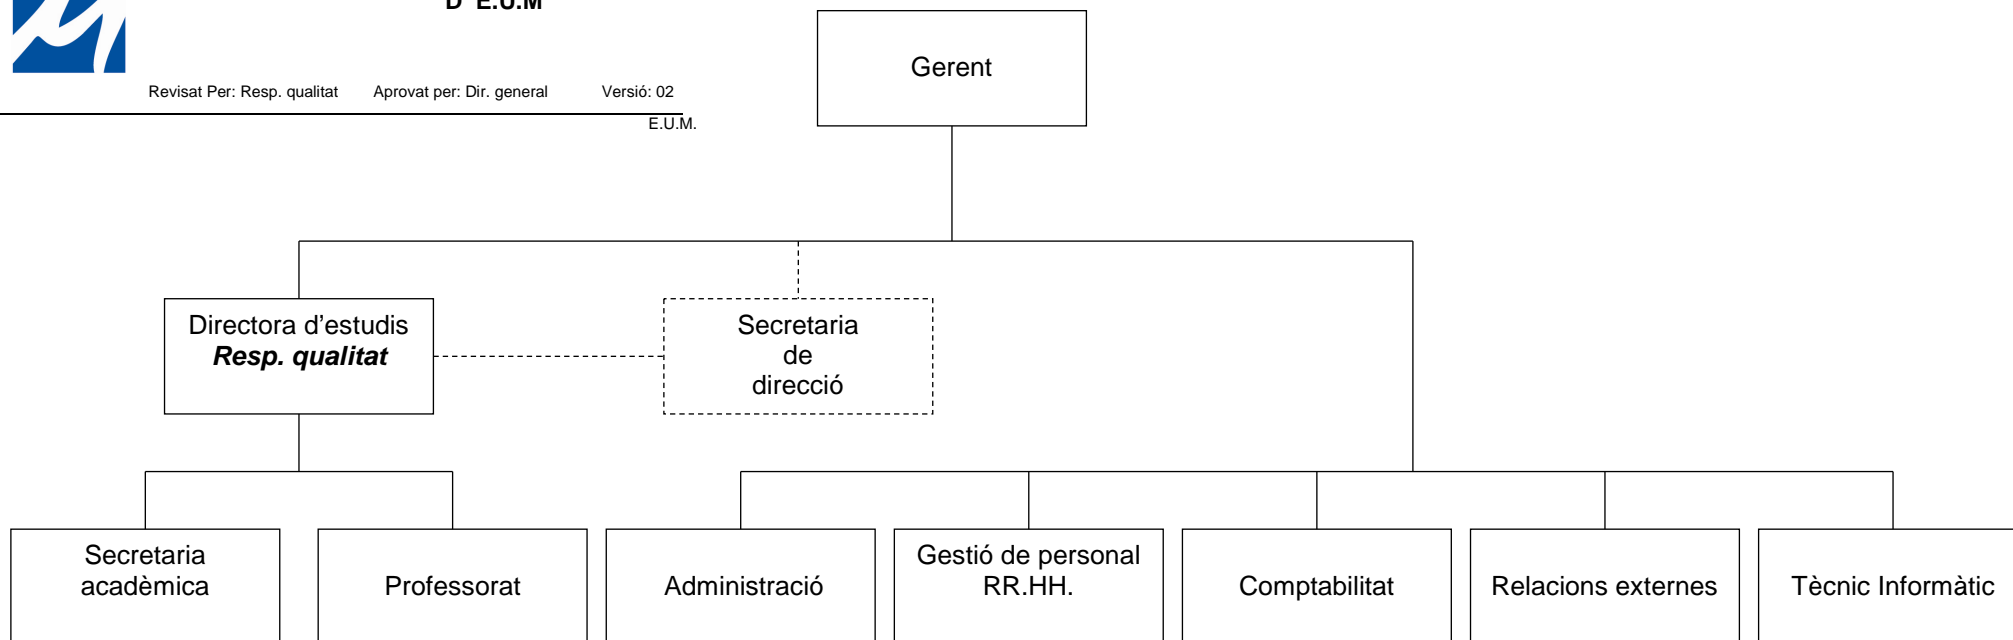 D' E.U.M
Revisat Per: Resp. qualitat Aprovat per: Dir. general Versió: 02
E.U.M.
Gerent
Directora d'estudis
Resp. qualitat
Secretaria
de
direcció
Secretaria
acadèmica
Professorat
Administració
Gestió de personal
RR.HH.
Comptabilitat
Relacions externes
Tècnic Informàtic